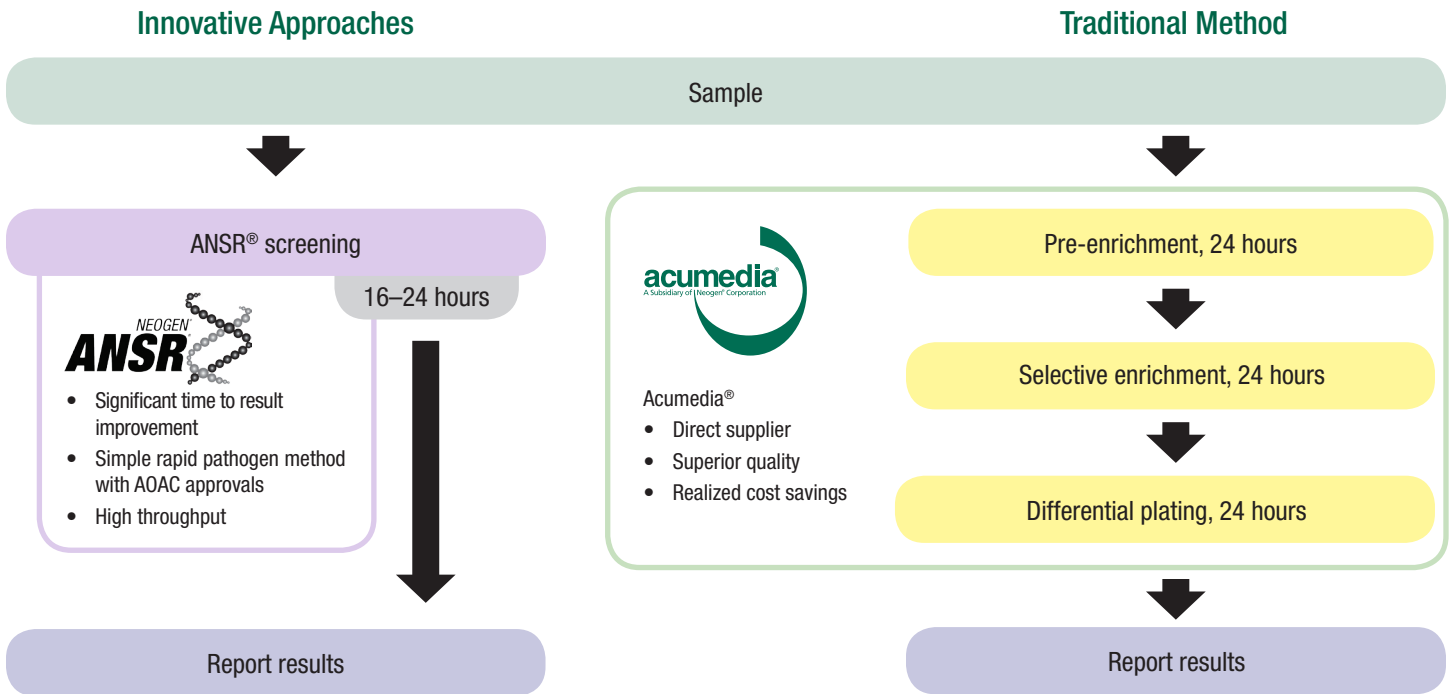 Innovative Approaches
Traditional Method
Sample
ANSR® screening
16–24 hours
NEOGEN®
ANSR
• Significant time to result
improvement
• Simple rapid pathogen method
with AOAC approvals
• High throughput
Report results
acumedia®
A Subsidiary of Neogen® Corporation
Acumedia®
• Direct supplier
• Superior quality
• Realized cost savings
Pre-enrichment, 24 hours
Selective enrichment, 24 hours
Differential plating, 24 hours
Report results